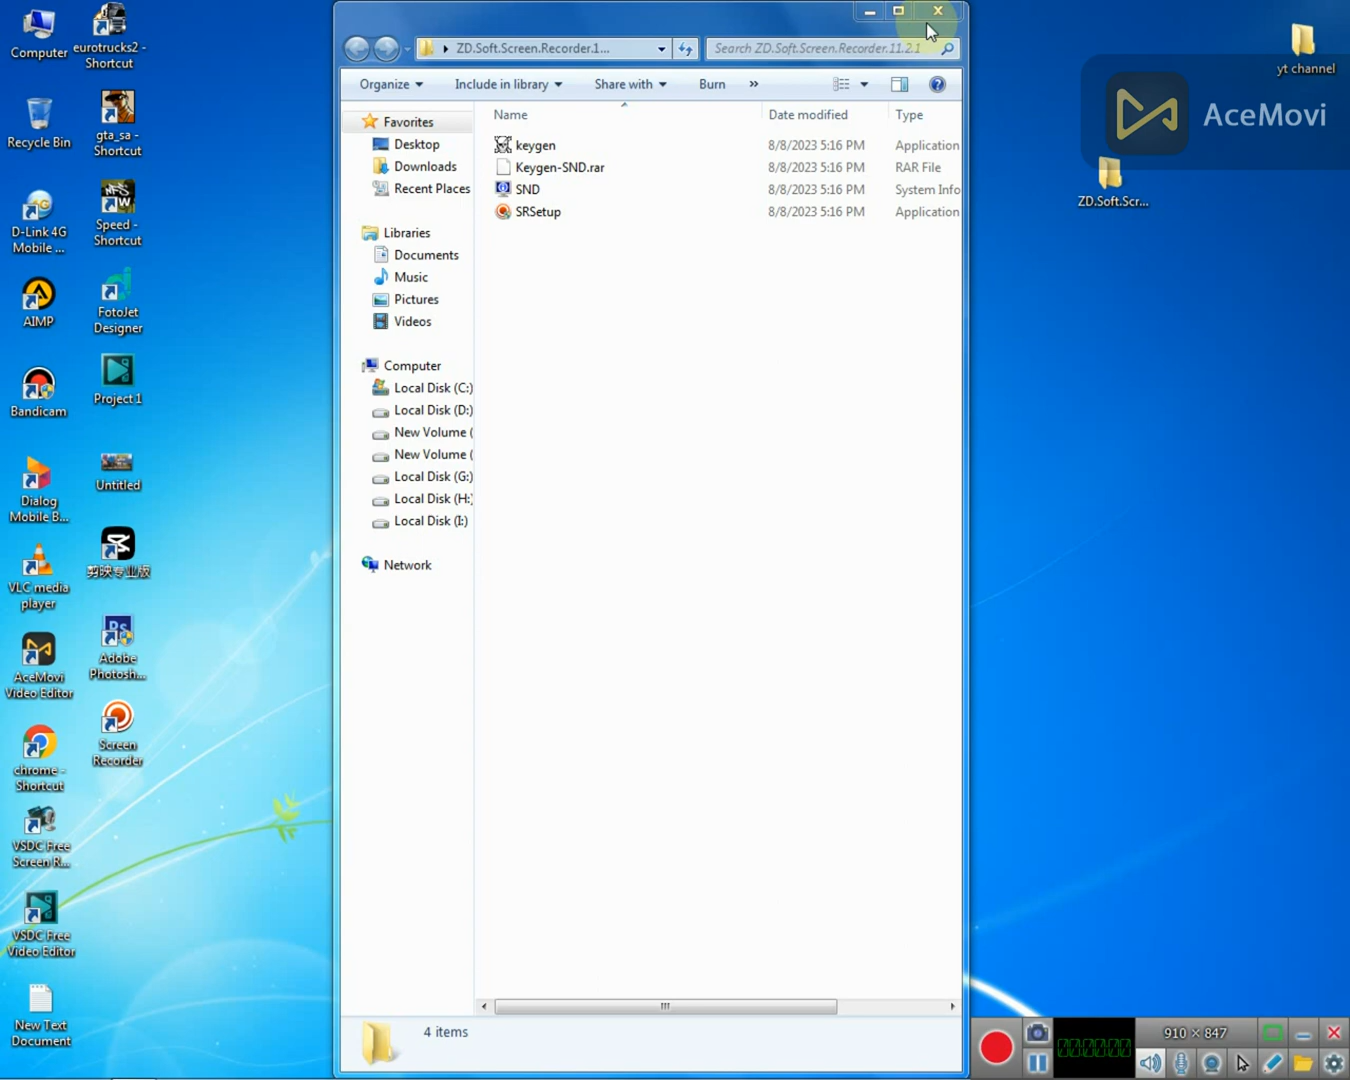 Computer
eurotrucks2 -
Shortcut
Recycle Bin
gta_sa -
Shortcut
D-Link 4G
Mobile ...
Speed -
Shortcut
AIMP
FotoJet
Designer
Bandicam
Project 1
Dialog
Mobile B...
Untitled
VLC media
player
剪映专业版
AceMovi
Video Editor
Adobe
Photosh...
chrome -
Shortcut
Screen
Recorder
VSDC Free
Screen R...
VSDC Free
Video Editor
New Text
Document
ZD.Soft.Screen.Recorder.1...
Search ZD.Soft.Screen.Recorder.11.2.1
Organize
Include in library
Share with
Burn
»
Favorites
Desktop
Downloads
Recent Places
Libraries
Documents
Music
Pictures
Videos
Computer
Local Disk (C:)
Local Disk (D:)
New Volume (
New Volume (
Local Disk (G:)
Local Disk (H:)
Local Disk (I:)
Network
Name
Date modified
Type
keygen
8/8/2023 5:16 PM
Application
Keygen-SND.rar
8/8/2023 5:16 PM
RAR File
SND
8/8/2023 5:16 PM
System Info
SRSetup
8/8/2023 5:16 PM
Application
4 items
yt channel
AceMovi
ZD.Soft.Scr...
910 × 847
00:00:00